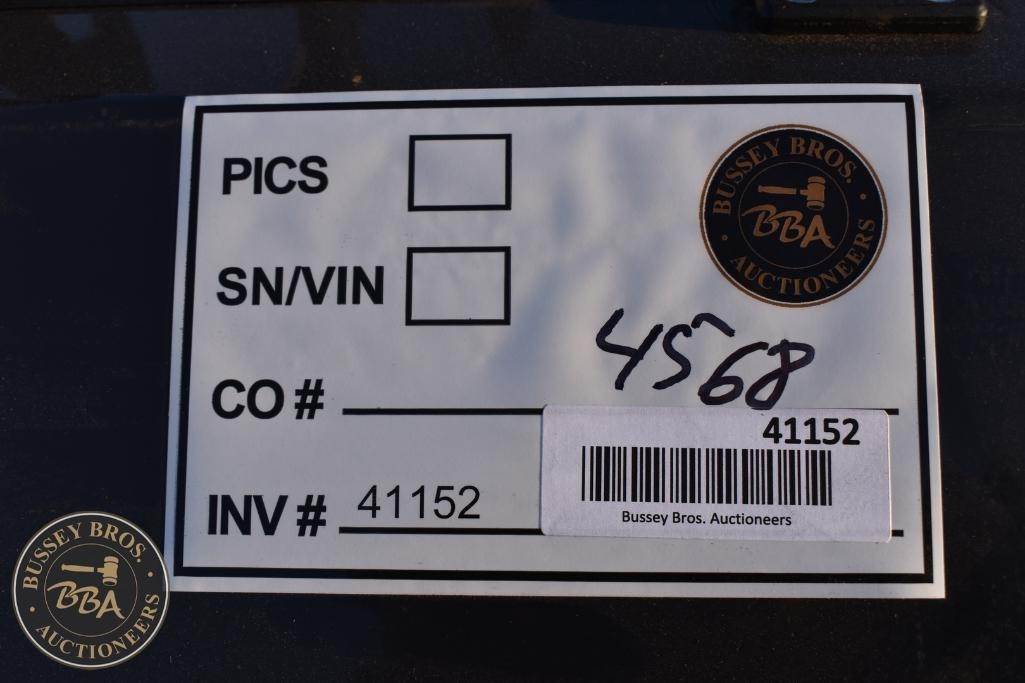 PICS
BUSSEY BROS.
BBA
AUCTIONEERS
SN/VIN
4568
CO #
41152
INV # 41152
Bussey Bros. Auctioneers
BUSSEY BROS.
BBA
AUCTIONEERS